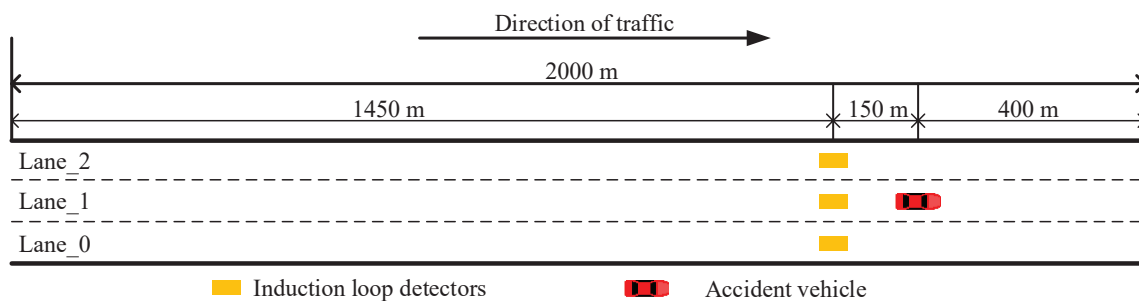 Direction of traffic
2000 m
1450 m 150 m 400 m
Lane_2
Lane_1
Lane_0
Induction loop detectors Accident vehicle